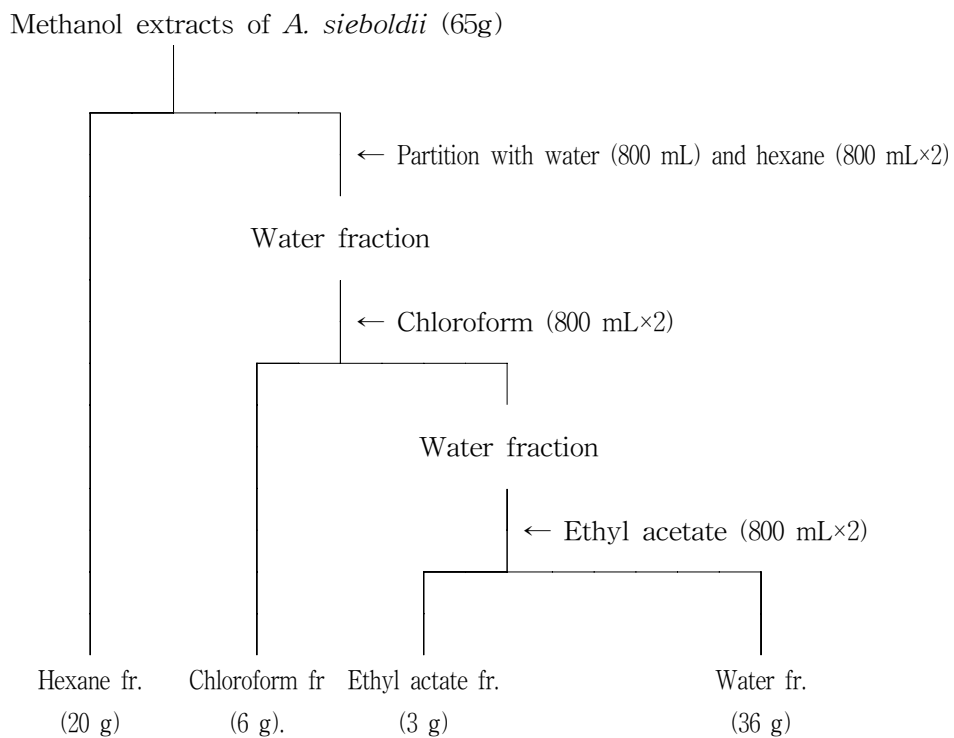 Methanol extracts of A. sieboldii (65g)
← Partition with water (800 mL) and hexane (800 mL×2)
Water fraction
← Chloroform (800 mL×2)
Water fraction
← Ethyl acetate (800 mL×2)
Hexane fr. Chloroform fr Ethyl actate fr. Water fr.
(20 g) (6 g). (3 g) (36 g)